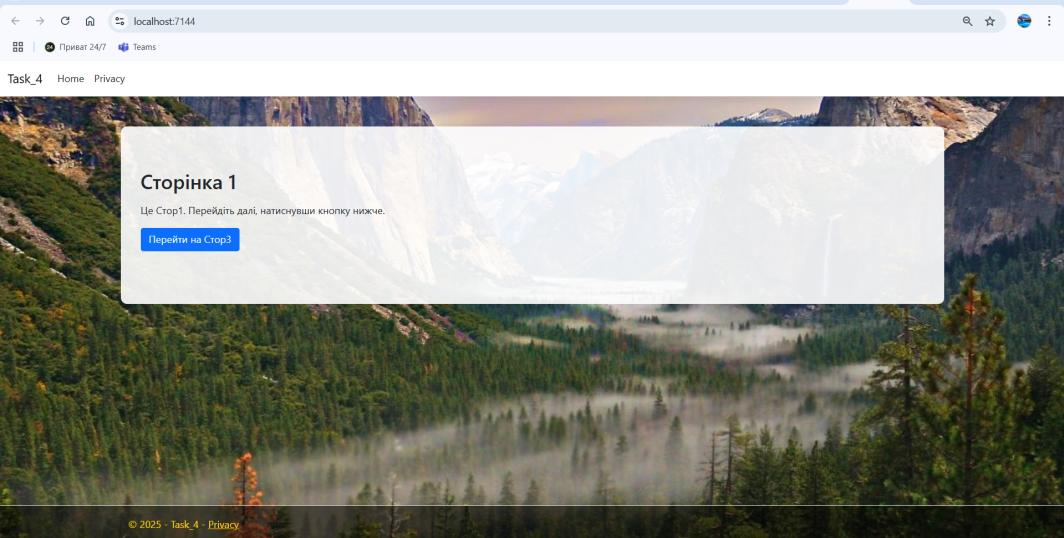 localhost:7144
Приват 24/7 Teams
Task_4 Home Privacy
Сторінка 1
Це Стор1. Перейдіть далі, натиснувши кнопку нижче.
Перейти на Стор3
© 2025 - Task_4 - Privacy